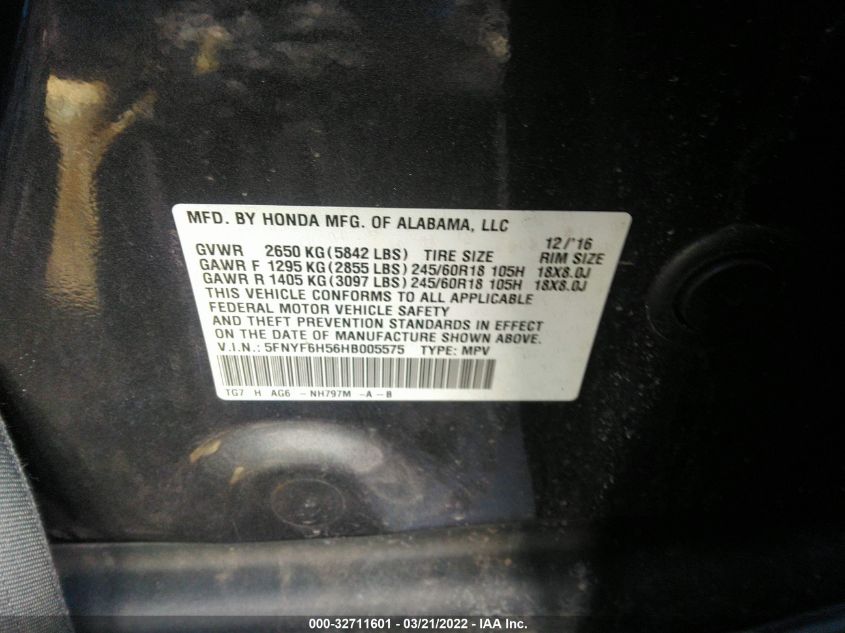 MFD. BY HONDA MFG. OF ALABAMA, LLC
12/'16
GVWR 2650 KG (5842 LBS) TIRE SIZE RIM SIZE
GAWR F 1295 KG (2855 LBS) 245/60R18 105H 18X8.0J
GAWR R 1405 KG (3097 LBS) 245/60R18 105H 18X8.0J
THIS VEHICLE CONFORMS TO ALL APPLICABLE
FEDERAL MOTOR VEHICLE SAFETY
AND THEFT PREVENTION STANDARDS IN EFFECT
ON THE DATE OF MANUFACTURE SHOWN ABOVE.
V.I.N.: 5FNYF6H56HB005575 TYPE: MPV
TG7 H AG6 - NH797M -A - B
000-32711601 - 03/21/2022 - IAA Inc.